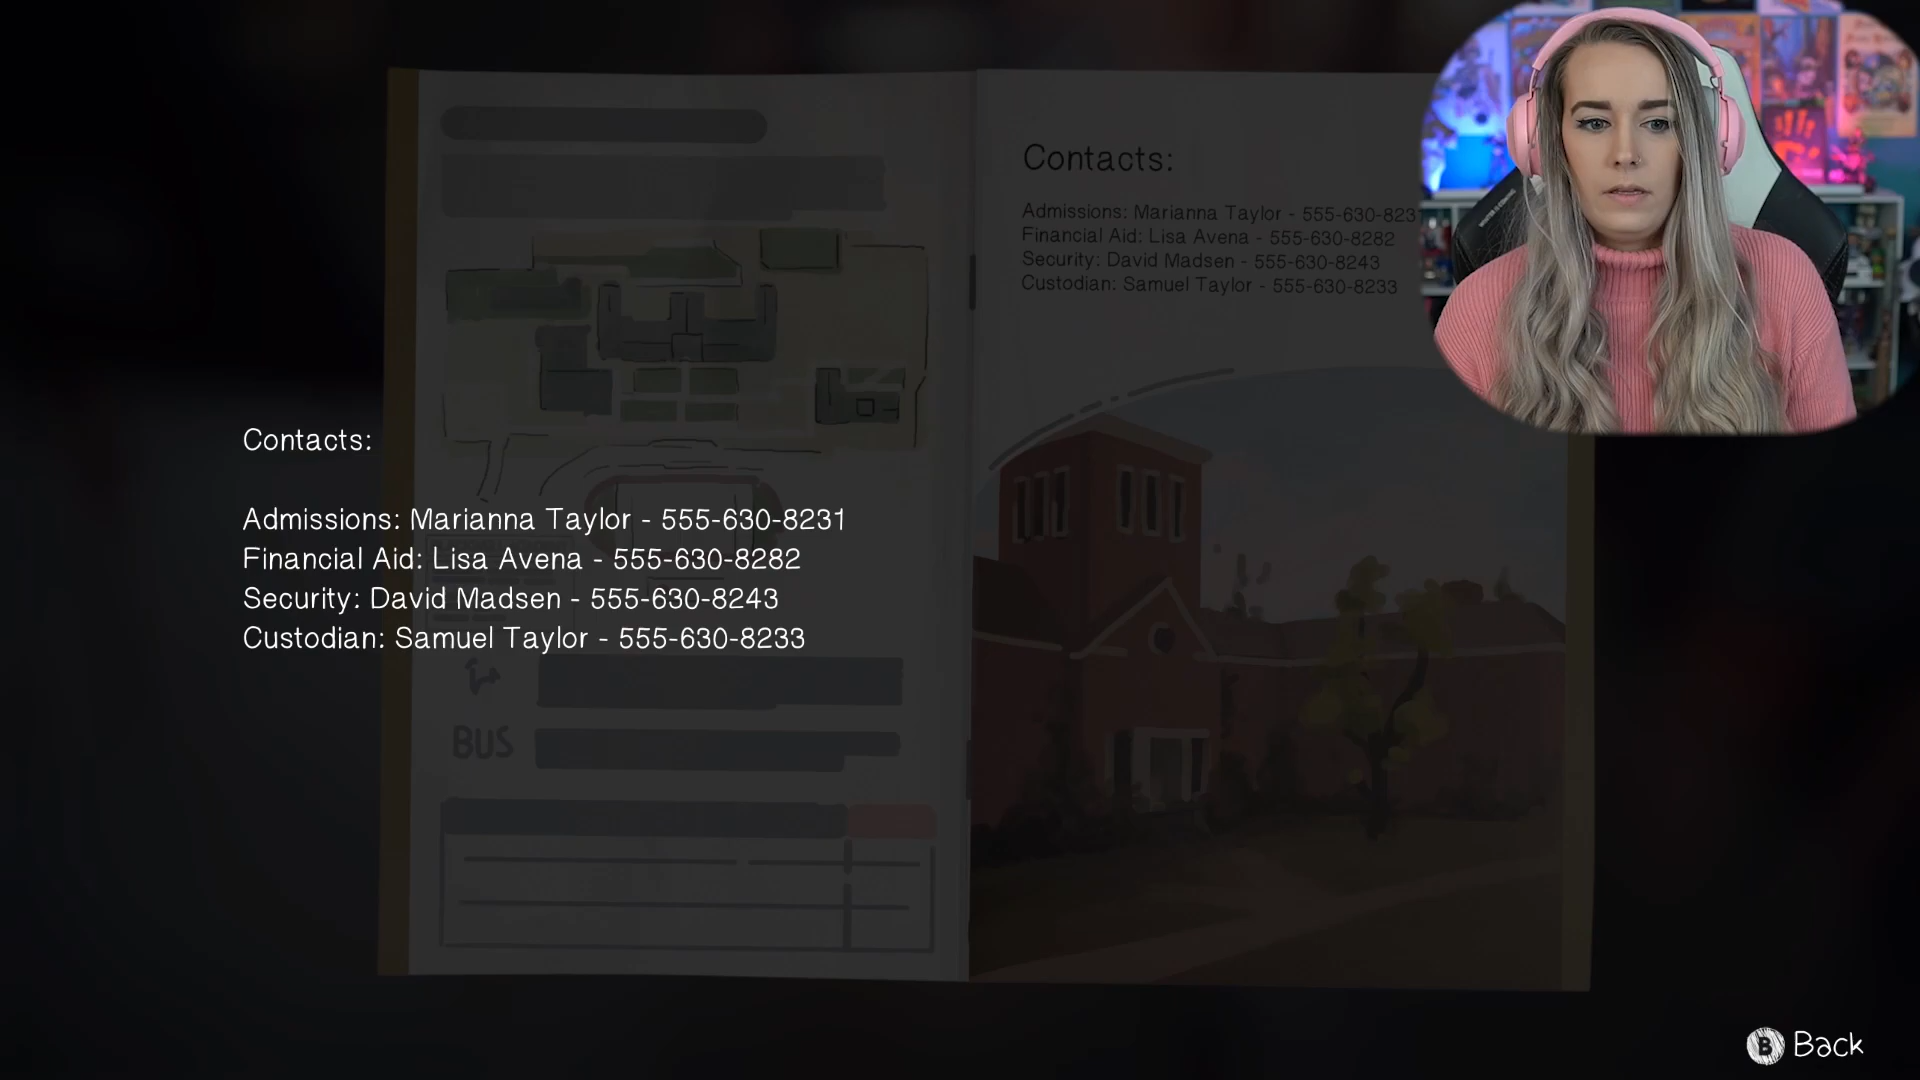 Contacts:
Admissions: Marianna Taylor - 555-630-823
Financial Aid: Lisa Avena - 555-630-8282
Security: David Madsen - 555-630-8243
Custodian: Samuel Taylor - 555-630-8233
Contacts:
Admissions: Marianna Taylor - 555-630-8231
Financial Aid: Lisa Avena - 555-630-8282
Security: David Madsen - 555-630-8243
Custodian: Samuel Taylor - 555-630-8233
BUS
B Back